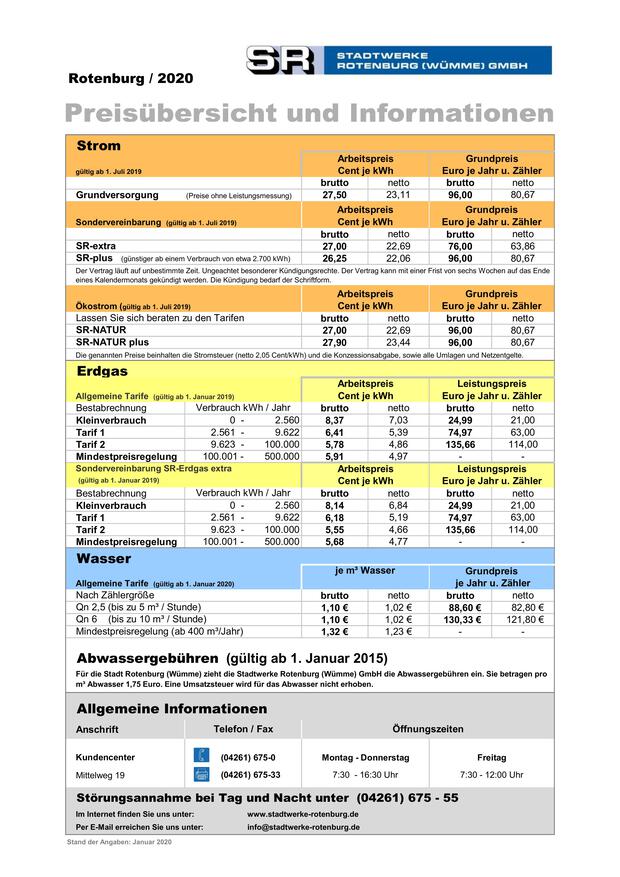 SR STADTWERKE
ROTENBURG (WÜMME) GMBH
Rotenburg / 2020
Preisübersicht und Informationen
Strom
Arbeitspreis Grundpreis
gültig ab 1. Juli 2019 Cent je kWh Euro je Jahr u. Zähler
brutto netto brutto netto
Grundversorgung (Preise ohne Leistungsmessung) 27,50 23,11 96,00 80,67
Arbeitspreis Grundpreis
Sondervereinbarung (gültig ab 1. Juli 2019) Cent je kWh Euro je Jahr u. Zähler
brutto netto brutto netto
SR-extra 27,00 22,69 76,00 63,86
SR-plus (günstiger ab einem Verbrauch von etwa 2.700 kWh) 26,25 22,06 96,00 80,67
Der Vertrag läuft auf unbestimmte Zeit. Ungeachtet besonderer Kündigungsrechte. Der Vertrag kann mit einer Frist von sechs Wochen auf das Ende
eines Kalendermonats gekündigt werden. Die Kündigung bedarf der Schriftform.
Arbeitspreis Grundpreis
Ökostrom (gültig ab 1. Juli 2019) Cent je kWh Euro je Jahr u. Zähler
Lassen Sie sich beraten zu den Tarifen brutto netto brutto netto
SR-NATUR 27,00 22,69 96,00 80,67
SR-NATUR plus 27,90 23,44 96,00 80,67
Die genannten Preise beinhalten die Stromsteuer (netto 2,05 Cent/kWh) und die Konzessionsabgabe, sowie alle Umlagen und Netzentgelte.
Erdgas
Arbeitspreis Leistungspreis
Allgemeine Tarife (gültig ab 1. Januar 2019) Cent je kWh Euro je Jahr u. Zähler
Bestabrechnung Verbrauch kWh / Jahr brutto netto brutto netto
Kleinverbrauch 0 - 2.560 8,37 7,03 24,99 21,00
Tarif 1 2.561 - 9.622 6,41 5,39 74,97 63,00
Tarif 2 9.623 - 100.000 5,78 4,86 135,66 114,00
Mindestpreisregelung 100.001 - 500.000 5,91 4,97 - -
Sondervereinbarung SR-Erdgas extra Arbeitspreis Leistungspreis
(gültig ab 1. Januar 2019) Cent je kWh Euro je Jahr u. Zähler
Bestabrechnung Verbrauch kWh / Jahr brutto netto brutto netto
Kleinverbrauch 0 - 2.560 8,14 6,84 24,99 21,00
Tarif 1 2.561 - 9.622 6,18 5,19 74,97 63,00
Tarif 2 9.623 - 100.000 5,55 4,66 135,66 114,00
Mindestpreisregelung 100.001 - 500.000 5,68 4,77 - -
Wasser
je m³ Wasser Grundpreis
Allgemeine Tarife (gültig ab 1. Januar 2020) je Jahr u. Zähler
Nach Zählergröße brutto netto brutto netto
Qn 2,5 (bis zu 5 m³ / Stunde) 1,10 € 1,02 € 88,60 € 82,80 €
Qn 6 (bis zu 10 m³ / Stunde) 1,10 € 1,02 € 130,33 € 121,80 €
Mindestpreisregelung (ab 400 m³/Jahr) 1,32 € 1,23 € - -
Abwassergebühren (gültig ab 1. Januar 2015)
Für die Stadt Rotenburg (Wümme) zieht die Stadtwerke Rotenburg (Wümme) GmbH die Abwassergebühren ein. Sie betragen pro
m³ Abwasser 1,75 Euro. Eine Umsatzsteuer wird für das Abwasser nicht erhoben.
Allgemeine Informationen
Anschrift Telefon / Fax Öffnungszeiten
Kundencenter (04261) 675-0 Montag - Donnerstag Freitag
Mittelweg 19 (04261) 675-33 7:30 - 16:30 Uhr 7:30 - 12:00 Uhr
Störungsannahme bei Tag und Nacht unter (04261) 675 - 55
Im Internet finden Sie uns unter: www.stadtwerke-rotenburg.de
Per E-Mail erreichen Sie uns unter: info@stadtwerke-rotenburg.de
Stand der Angaben: Januar 2020